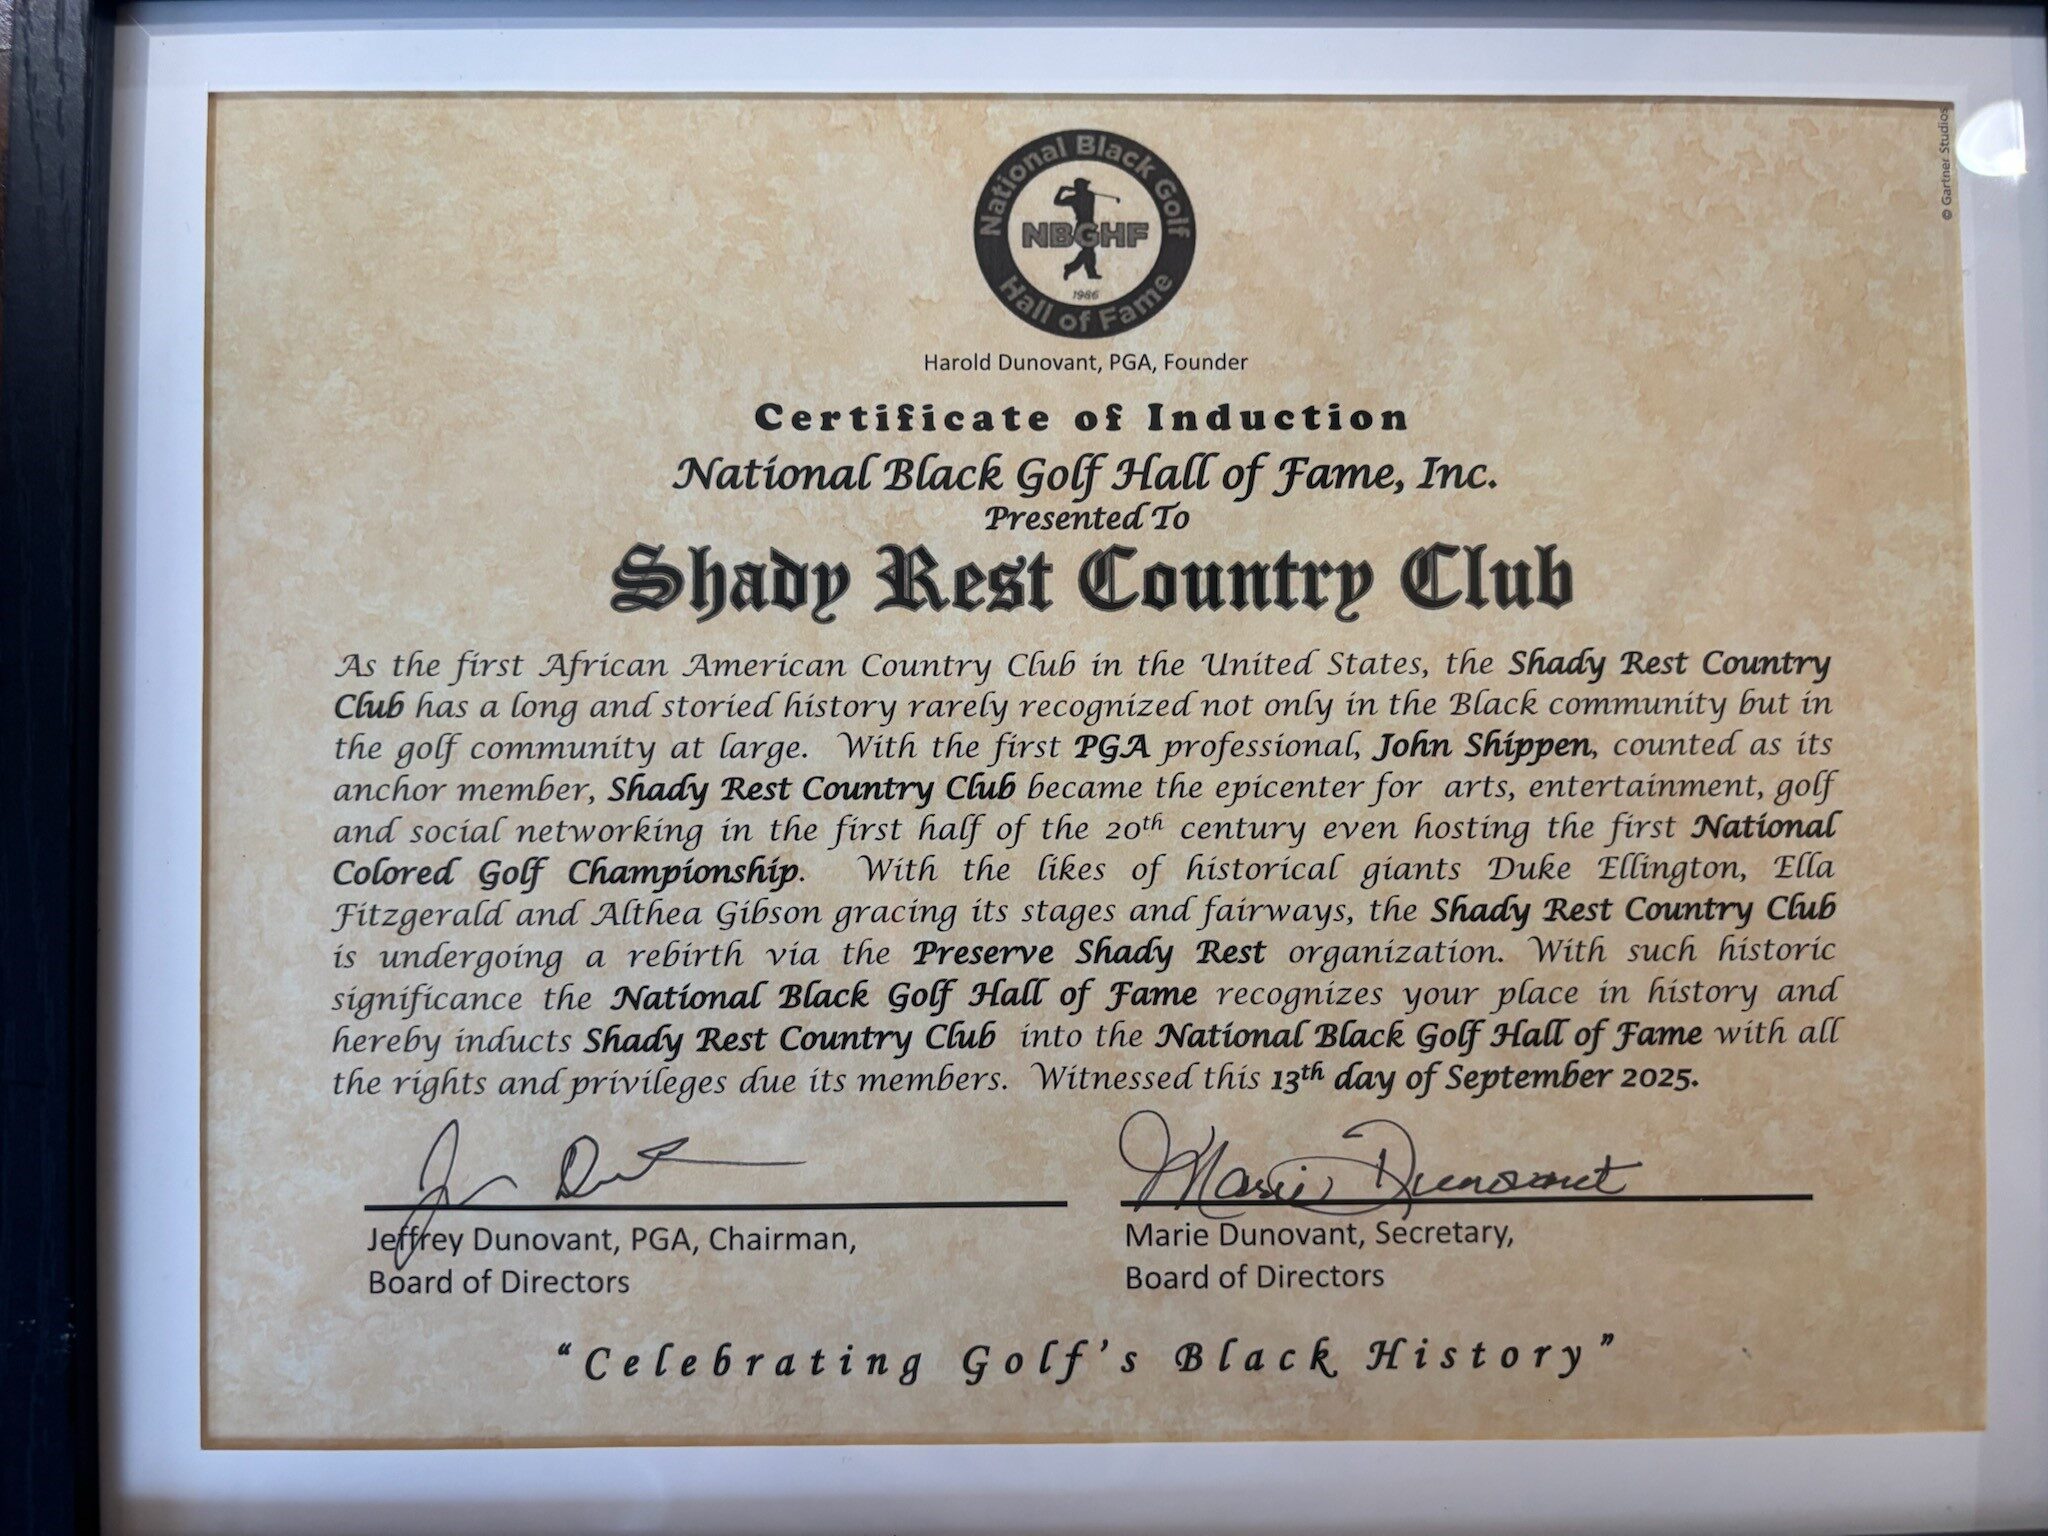 National Black Golf
NBGHF
1986
Hall of Fame
© Gartner Studios
Harold Dunovant, PGA, Founder
Certificate of Induction
National Black Golf Hall of Fame, Inc.
Presented To
Shady Rest Country Club
As the first African American Country Club in the United States, the Shady Rest Country
Club has a long and storied history rarely recognized not only in the Black community but in
the golf community at large. With the first PGA professional, John Shippen, counted as its
anchor member, Shady Rest Country Club became the epicenter for arts, entertainment, golf
and social networking in the first half of the 20th century even hosting the first National
Colored Golf Championship. With the likes of historical giants Duke Ellington, Ella
Fitzgerald and Althea Gibson gracing its stages and fairways, the Shady Rest Country Club
is undergoing a rebirth via the Preserve Shady Rest organization. With such historic
significance the National Black Golf Hall of Fame recognizes your place in history and
hereby inducts Shady Rest Country Club into the National Black Golf Hall of Fame with all
the rights and privileges due its members. Witnessed this 13th day of September 2025.
Marie Dunovant
Jeffrey Dunovant, PGA, Chairman,
Board of Directors
Marie Dunovant, Secretary,
Board of Directors
"Celebrating Golf's Black History"